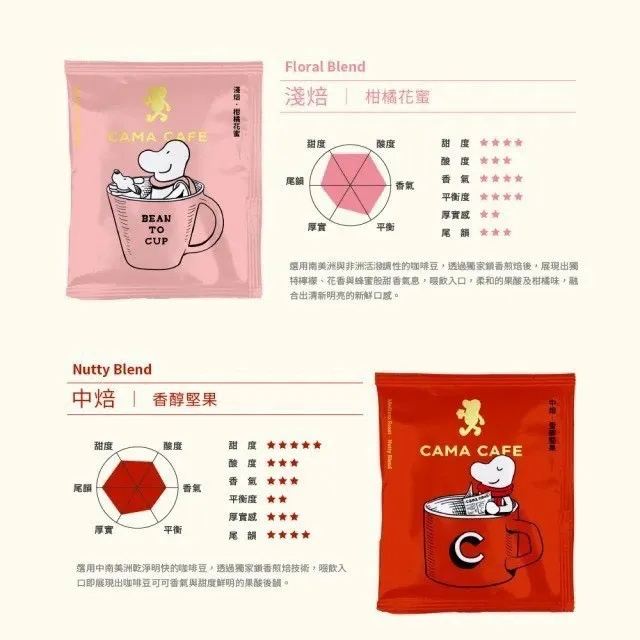 Floral Blend
淺焙｜柑橘花蜜
淺焙．柑橘花蜜
CAMA CAFE
BEAN
TO
CUP
甜度
酸度
香氣
平衡
厚實
尾韻
甜 度 ★★★★
酸 度 ★★★
香 氣 ★★★★
平衡度 ★★★★
厚實感 ★★
尾 韻 ★★★
選用南美洲與非洲活潑調性的咖啡豆，透過獨家鎖香煎焙後，展現出獨
特檸檬、花香與蜂蜜般甜香氣息，啜飲入口，柔和的果酸及柑橘味，融
合出清新明亮的新鮮口感。
Nutty Blend
中焙｜香醇堅果
甜度
酸度
香氣
平衡
厚實
尾韻
甜 度 ★★★★★
酸 度 ★★★
香 氣 ★★★
平衡度 ★★
厚實感 ★★★
尾 韻 ★★★★
選用中南美洲乾淨明快的咖啡豆，透過獨家鎖香煎焙技術，啜飲入
口即展現出咖啡豆可可香氣與甜度鮮明的果酸後韻。
Medium Roast　Nutty Blend
中焙．香醇堅果
CAMA CAFE
CAMA CAFE
C